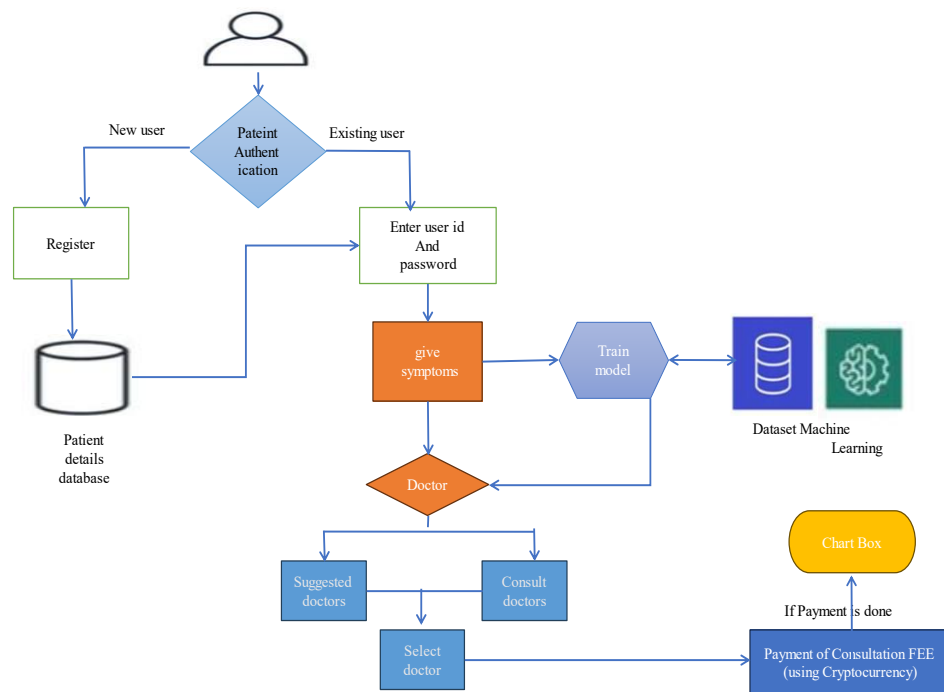 New user
Pateint
Authent
ication
Existing user
Register
Enter user id
And
password
give
symptoms
Train
model
Patient
details
database
Dataset Machine
Learning
Doctor
Chart Box
Suggested
doctors
Consult
doctors
If Payment is done
Select
doctor
Payment of Consultation FEE
(using Cryptocurrency)